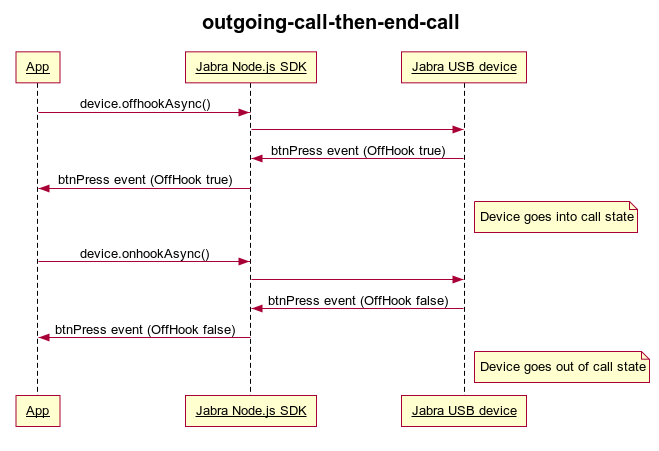 outgoing-call-then-end-call
App
Jabra Node.js SDK
Jabra USB device
device.offhookAsync()
btnPress event (OffHook true)
btnPress event (OffHook true)
Device goes into call state
device.onhookAsync()
btnPress event (OffHook false)
btnPress event (OffHook false)
Device goes out of call state
App
Jabra Node.js SDK
Jabra USB device